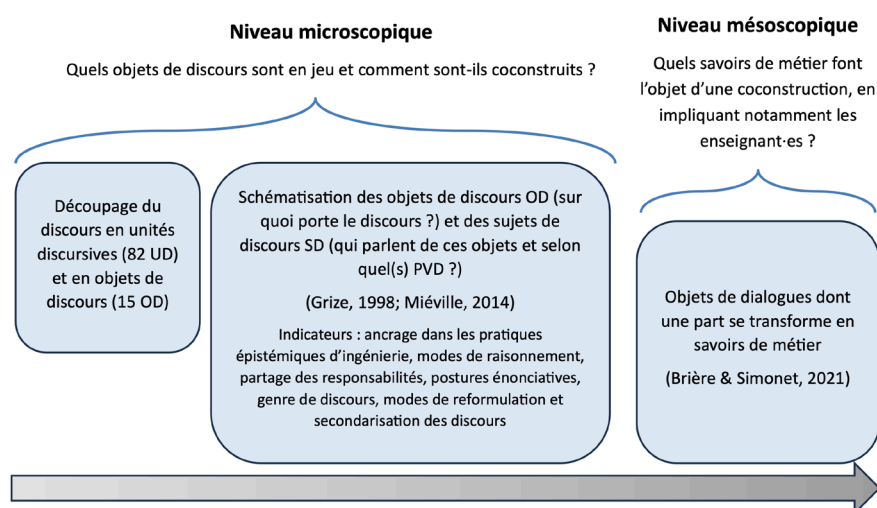 Niveau microscopique
Quels objets de discours sont en jeu et comment sont-ils coconstruits ?
Niveau mésoscopique
Quels savoirs de métier font
l’objet d’une coconstruction, en
impliquant notamment les
enseignant·es ?
Découpage du
discours en unités
discursives (82 UD)
et en objets de
discours (15 OD)
Schématisation des objets de discours OD (sur
quoi porte le discours ?) et des sujets de
discours SD (qui parlent de ces objets et selon
quel(s) PVD ?)
(Grize, 1998; Miéville, 2014)
Indicateurs : ancrage dans les pratiques
épistémiques d’ingénierie, modes de raisonnement,
partage des responsabilités, postures énonciatives,
genre de discours, modes de reformulation et
secondarisation des discours
Objets de dialogues dont
une part se transforme en
savoirs de métier
(Brière & Simonet, 2021)